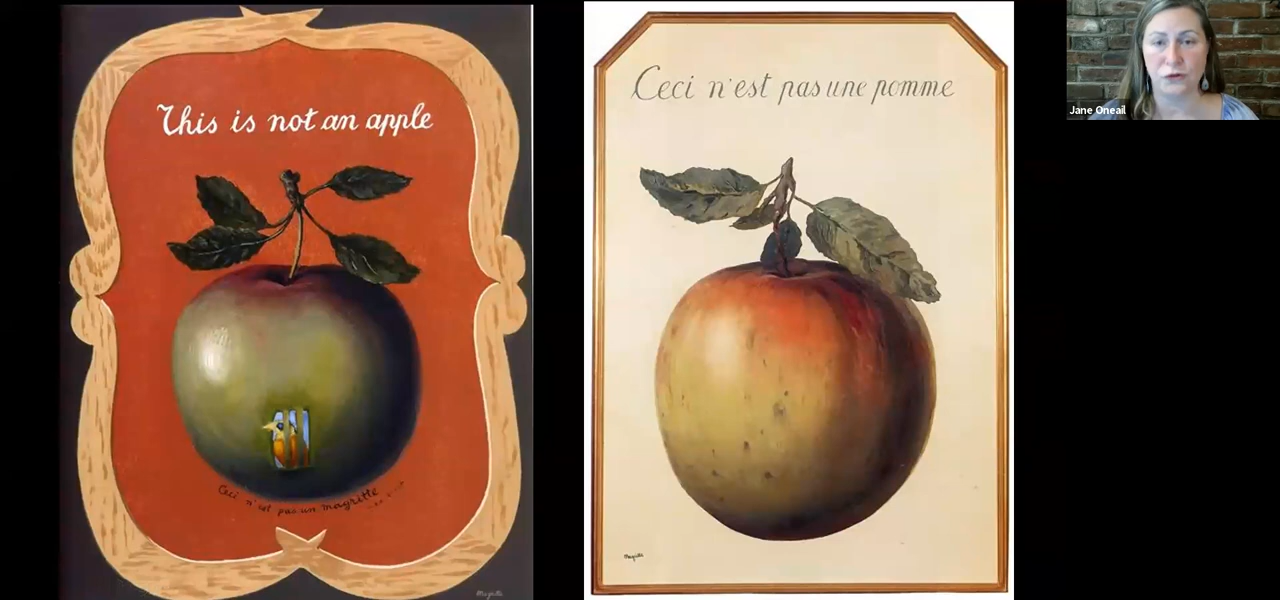 This is not an apple
Ceci n'est pas un magritte
Magritte
Ceci n'est pas une pomme
Magritte
Jane Oneail